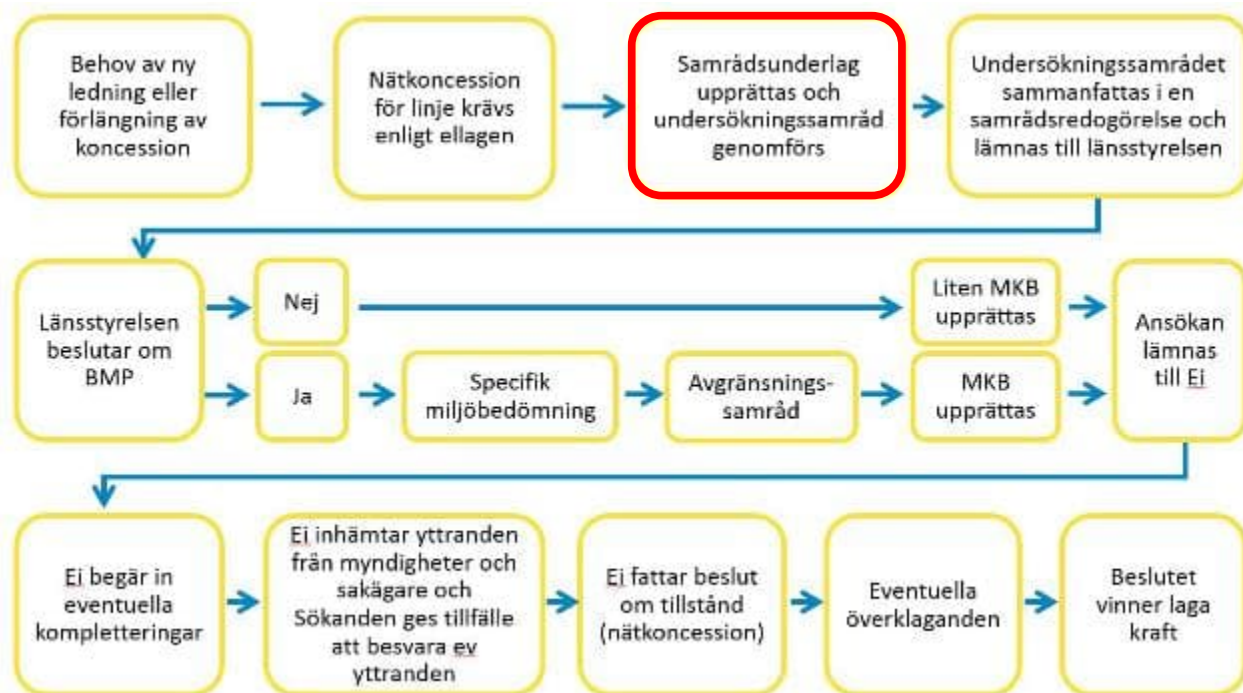 Behov av ny
ledning eller
förlängning av
koncession
Nätkoncession
för linje krävs
enligt ellagen
Samrådsunderlag
upprättas och
undersökningssamråd
genomförs
Undersökningssamrådet
sammanfattas i en
samrådsredogörelse och
lämnas till länsstyrelsen
Länsstyrelsen
beslutar om
BMP
Nej
Liten MKB
upprättas
Ja
Specifik
miljöbedömning
Avgränsnings-
samråd
MKB
upprättas
Ansökan
lämnas
till Ei
Ei begär in
eventuella
kompletteringar
Ei inhämtar yttranden
från myndigheter och
sakägare och
Sökanden ges tillfälle
att besvara ev
yttranden
Ei fattar beslut
om tillstånd
(nätkoncession)
Eventuella
överklaganden
Beslutet
vinner laga
kraft